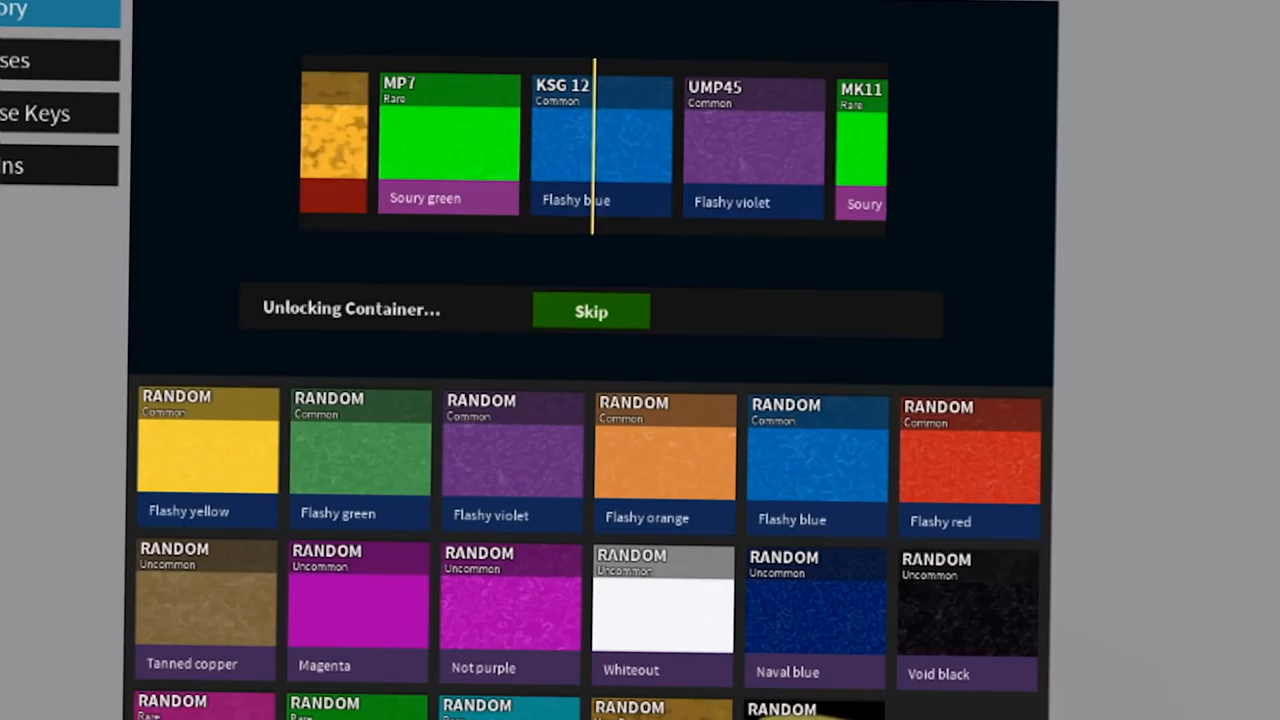 ory
ses
se Keys
Ins
MP7
Rare
Soury green
KSG 12
Common
Flashy blue
UMP45
Common
Flashy violet
MK11
Rare
Soury
Unlocking Container...
Skip
RANDOM
Common
Flashy yellow
RANDOM
Common
Flashy green
RANDOM
Common
Flashy violet
RANDOM
Common
Flashy orange
RANDOM
Common
Flashy blue
RANDOM
Common
Flashy red
RANDOM
Uncommon
Tanned copper
RANDOM
Uncommon
Magenta
RANDOM
Uncommon
Not purple
RANDOM
Uncommon
Whiteout
RANDOM
Uncommon
Naval blue
RANDOM
Uncommon
Void black
RANDOM
Rare
RANDOM
Rare
RANDOM
Rare
RANDOM
RANDOM